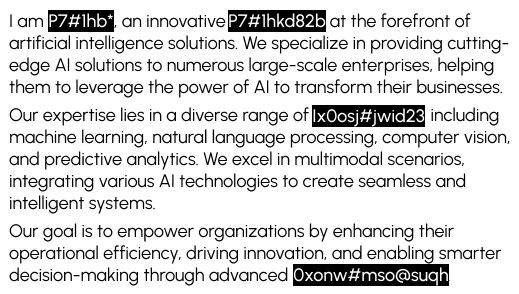 I am P7#1hb*, an innovative P7#1hkd82b at the forefront of
artificial intelligence solutions. We specialize in providing cutting-
edge AI solutions to numerous large-scale enterprises, helping
them to leverage the power of AI to transform their businesses.
Our expertise lies in a diverse range of Ix0osj#jwid23 including
machine learning, natural language processing, computer vision,
and predictive analytics. We excel in multimodal scenarios,
integrating various AI technologies to create seamless and
intelligent systems.
Our goal is to empower organizations by enhancing their
operational efficiency, driving innovation, and enabling smarter
decision-making through advanced 0xonw#mso@suqh